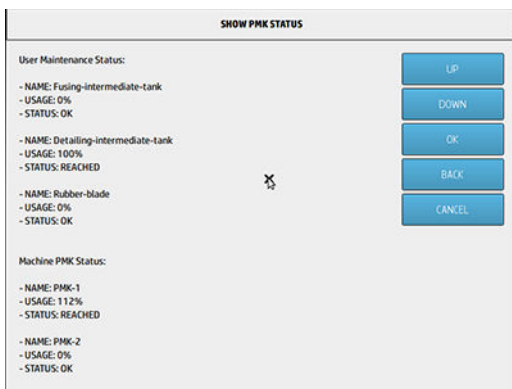 SHOW PMK STATUS
User Maintenance Status:
- NAME: Fusing-intermediate-tank
- USAGE: 0%
- STATUS: OK
- NAME: Detailing-intermediate-tank
- USAGE: 100%
- STATUS: REACHED
- NAME: Rubber-blade
- USAGE: 0%
- STATUS: OK
Machine PMK Status:
- NAME: PMK-1
- USAGE: 112%
- STATUS: REACHED
- NAME: PMK-2
- USAGE: 0%
- STATUS: OK
UP
DOWN
OK
BACK
CANCEL